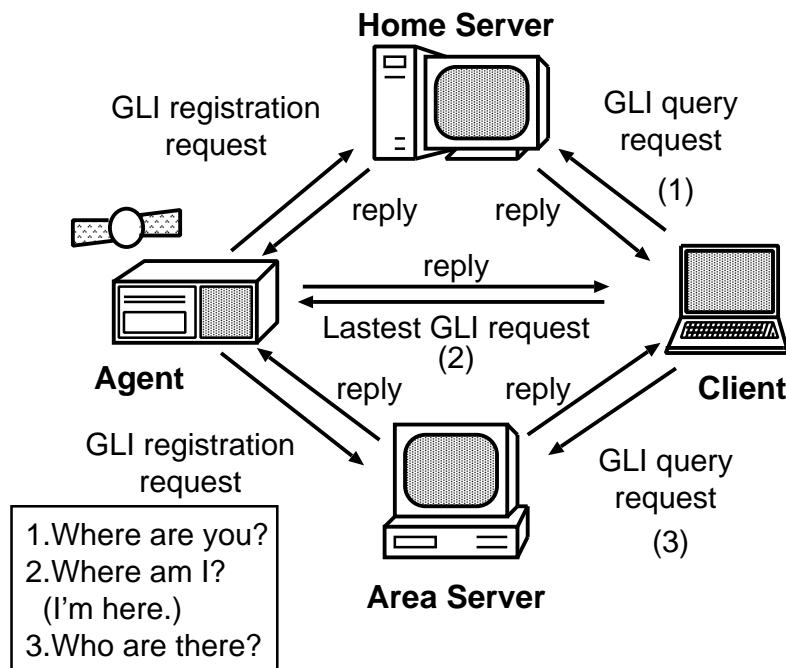 Home Server
GLI registration
request
GLI query
request
(1)
reply
reply
reply
Lastest GLI request
(2)
Agent
Client
reply
reply
GLI registration
request
GLI query
request
(3)
Area Server
1.Where are you?
2.Where am I?
(I'm here.)
3.Who are there?